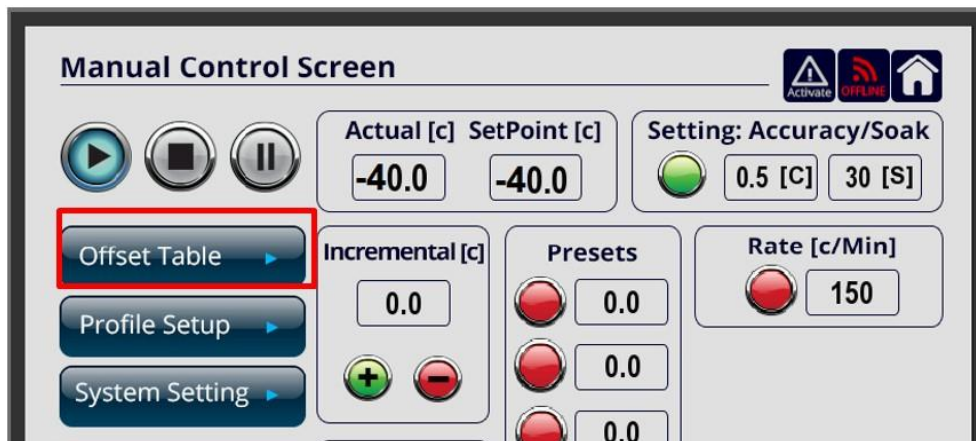 Manual Control Screen
Activate
OFFLINE
Actual [c] SetPoint [c]
-40.0 -40.0
Setting: Accuracy/Soak
0.5 [C] 30 [S]
Offset Table
Profile Setup
System Setting
Incremental [c]
0.0
Presets
0.0
0.0
0.0
Rate [c/Min]
150